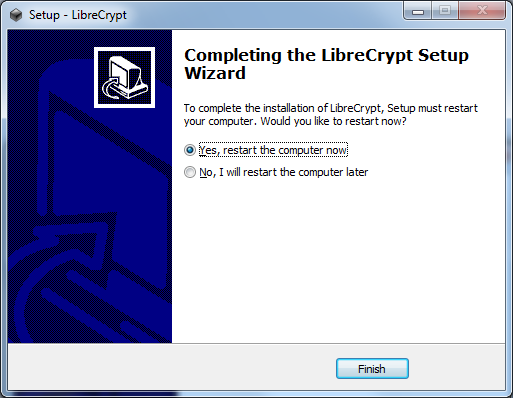 Setup - LibreCrypt
Completing the LibreCrypt Setup
Wizard
To complete the installation of LibreCrypt, Setup must restart
your computer. Would you like to restart now?
Yes, restart the computer now
No, I will restart the computer later
Finish